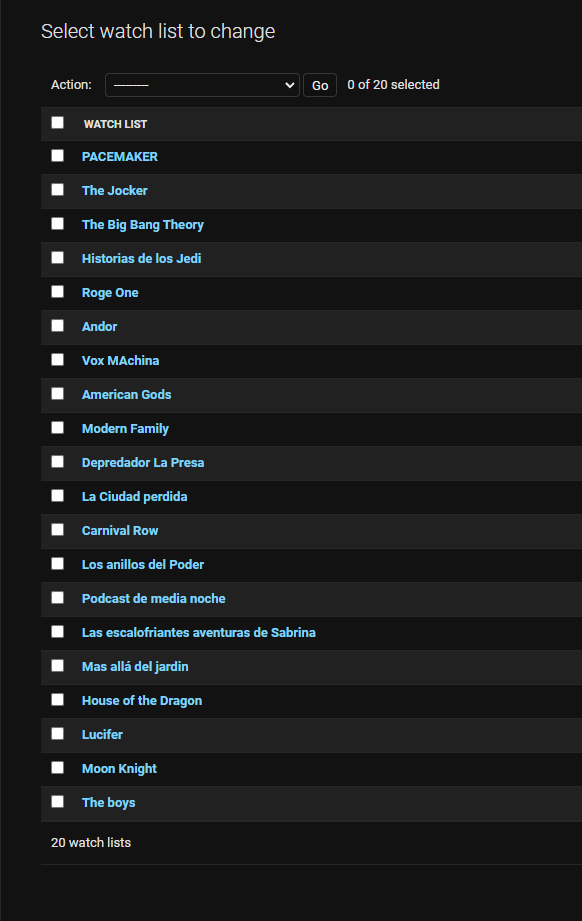 Select watch list to change
Action: --------- Go 0 of 20 selected
WATCH LIST
PACEMAKER
The Jocker
The Big Bang Theory
Historias de los Jedi
Roge One
Andor
Vox MAchina
American Gods
Modern Family
Depredador La Presa
La Ciudad perdida
Carnival Row
Los anillos del Poder
Podcast de media noche
Las escalofriantes aventuras de Sabrina
Mas allá del jardin
House of the Dragon
Lucifer
Moon Knight
The boys
20 watch lists